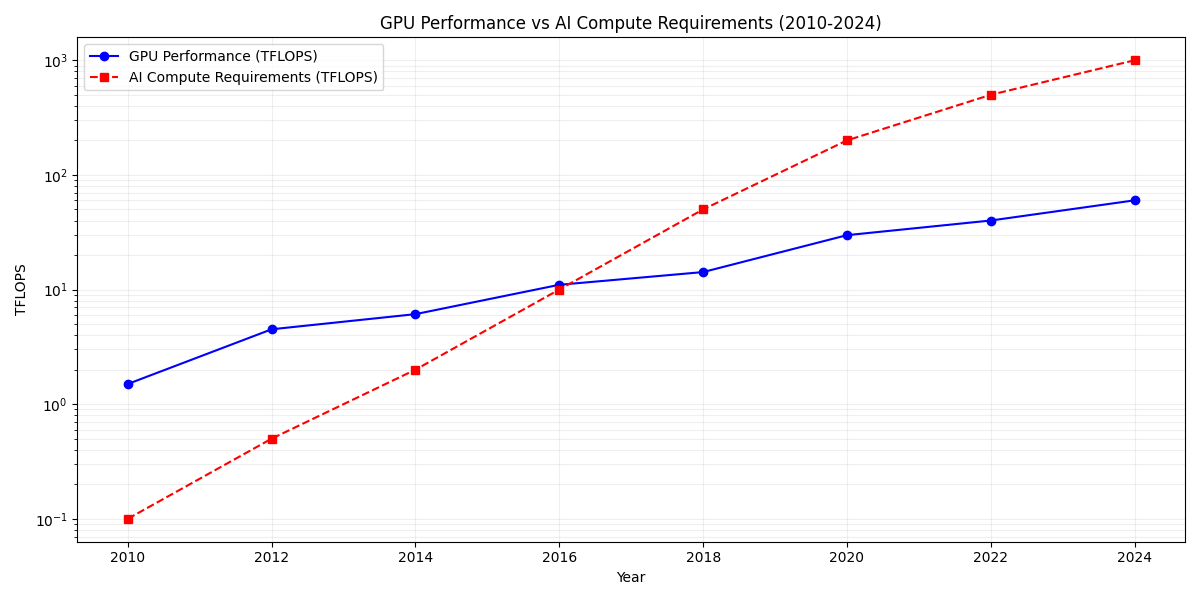 GPU Performance vs AI Compute Requirements (2010-2024)
GPU Performance (TFLOPS)
AI Compute Requirements (TFLOPS)
10³
10²
10¹
10⁰
10⁻¹
TFLOPS
2010 2012 2014 2016 2018 2020 2022 2024
Year